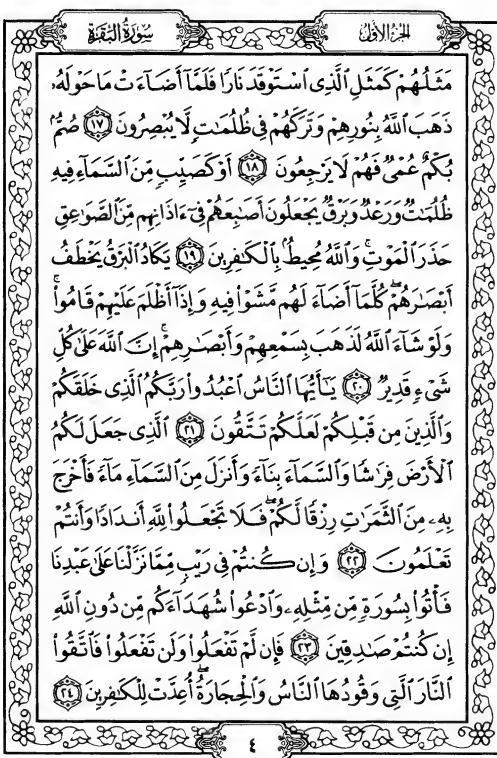 الجزء الأول
سورة البقرة
مَثَلُهُمْ كَمَثَلِ ٱلَّذِى ٱسْتَوْقَدَ نَارًا فَلَمَّآ أَضَآءَتْ مَا حَوْلَهُۥ
ذَهَبَ ٱللَّهُ بِنُورِهِمْ وَتَرَكَهُمْ فِى ظُلُمَٰتٍ لَّا يُبْصِرُونَ ١٧ صُمٌّۢ
بُكْمٌ عُمْىٌ فَهُمْ لَا يَرْجِعُونَ ١٨ أَوْ كَصَيِّبٍ مِّنَ ٱلسَّمَآءِ فِيهِ
ظُلُمَٰتٌ وَرَعْدٌ وَبَرْقٌ يَجْعَلُونَ أَصَٰبِعَهُمْ فِىٓ ءَاذَانِهِم مِّنَ ٱلصَّوَٰعِقِ
حَذَرَ ٱلْمَوْتِ ۚ وَٱللَّهُ مُحِيطٌۢ بِٱلْكَٰفِرِينَ ١٩ يَكَادُ ٱلْبَرْقُ يَخْطَفُ
أَبْصَٰرَهُمْ ۖ كُلَّمَآ أَضَآءَ لَهُم مَّشَوْا۟ فِيهِ وَإِذَآ أَظْلَمَ عَلَيْهِمْ قَامُوا۟ ۚ
وَلَوْ شَآءَ ٱللَّهُ لَذَهَبَ بِسَمْعِهِمْ وَأَبْصَٰرِهِمْ ۚ إِنَّ ٱللَّهَ عَلَىٰ كُلِّ
شَىْءٍ قَدِيرٌ ٢٠ يَٰٓأَيُّهَا ٱلنَّاسُ ٱعْبُدُوا۟ رَبَّكُمُ ٱلَّذِى خَلَقَكُمْ
وَٱلَّذِينَ مِن قَبْلِكُمْ لَعَلَّكُمْ تَتَّقُونَ ٢١ ٱلَّذِى جَعَلَ لَكُمُ
ٱلْأَرْضَ فِرَٰشًا وَٱلسَّمَآءَ بِنَآءً وَأَنزَلَ مِنَ ٱلسَّمَآءِ مَآءً فَأَخْرَجَ
بِهِۦ مِنَ ٱلثَّمَرَٰتِ رِزْقًا لَّكُمْ ۖ فَلَا تَجْعَلُوا۟ لِلَّهِ أَندَادًا وَأَنتُمْ
تَعْلَمُونَ ٢٢ وَإِن كُنتُمْ فِى رَيْبٍ مِّمَّا نَزَّلْنَا عَلَىٰ عَبْدِنَا
فَأْتُوا۟ بِسُورَةٍ مِّن مِّثْلِهِۦ وَٱدْعُوا۟ شُهَدَآءَكُم مِّن دُونِ ٱللَّهِ
إِن كُنتُمْ صَٰدِقِينَ ٢٣ فَإِن لَّمْ تَفْعَلُوا۟ وَلَن تَفْعَلُوا۟ فَٱتَّقُوا۟
ٱلنَّارَ ٱلَّتِى وَقُودُهَا ٱلنَّاسُ وَٱلْحِجَارَةُ ۖ أُعِدَّتْ لِلْكَٰفِرِينَ ٢٤
٤